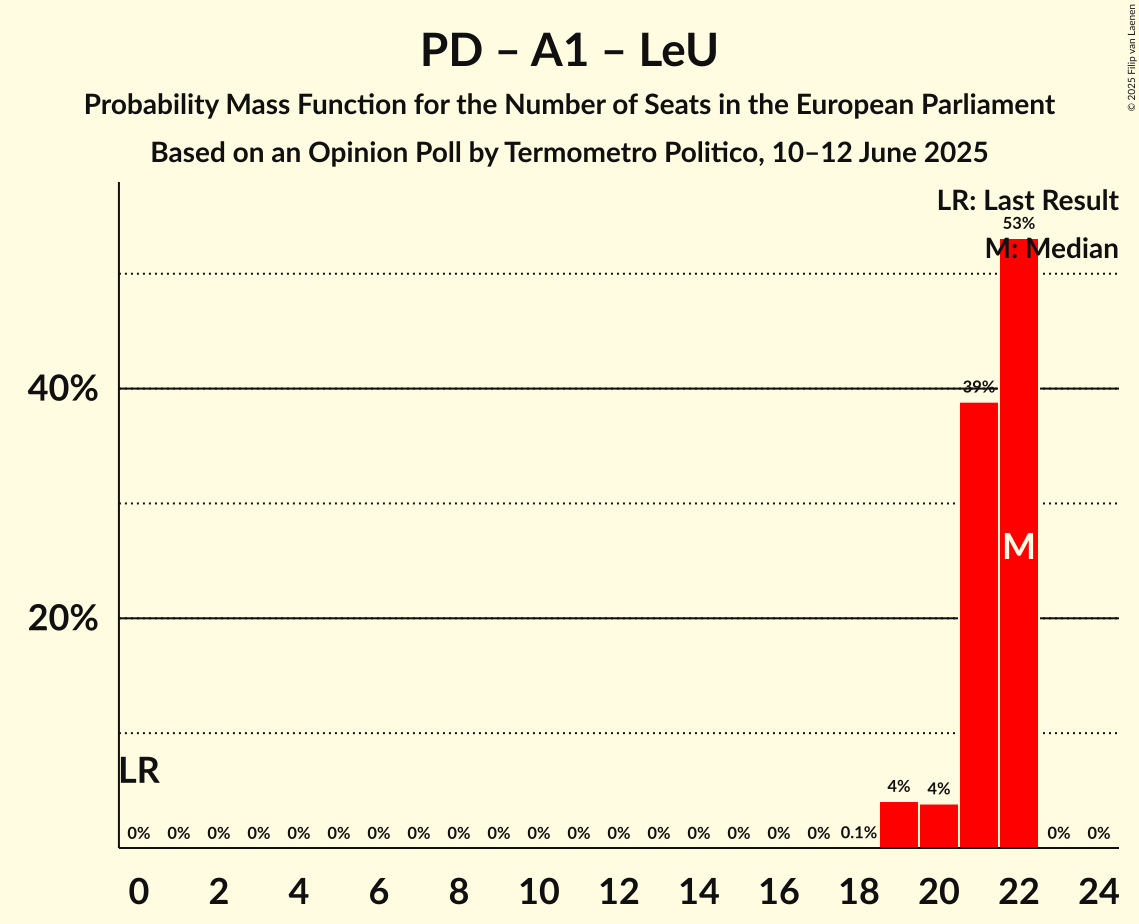 PD – A1 – LeU
Probability Mass Function for the Number of Seats in the European Parliament
Based on an Opinion Poll by Termometro Politico, 10–12 June 2025
© 2025 Filip van Laenen
LR: Last Result
53%
M: Median
40%
39%
M
20%
LR
4%
4%
0% 0% 0% 0% 0% 0% 0% 0% 0% 0% 0% 0% 0% 0% 0% 0% 0% 0% 0.1% 0% 0%
0 2 4 6 8 10 12 14 16 18 20 22 24